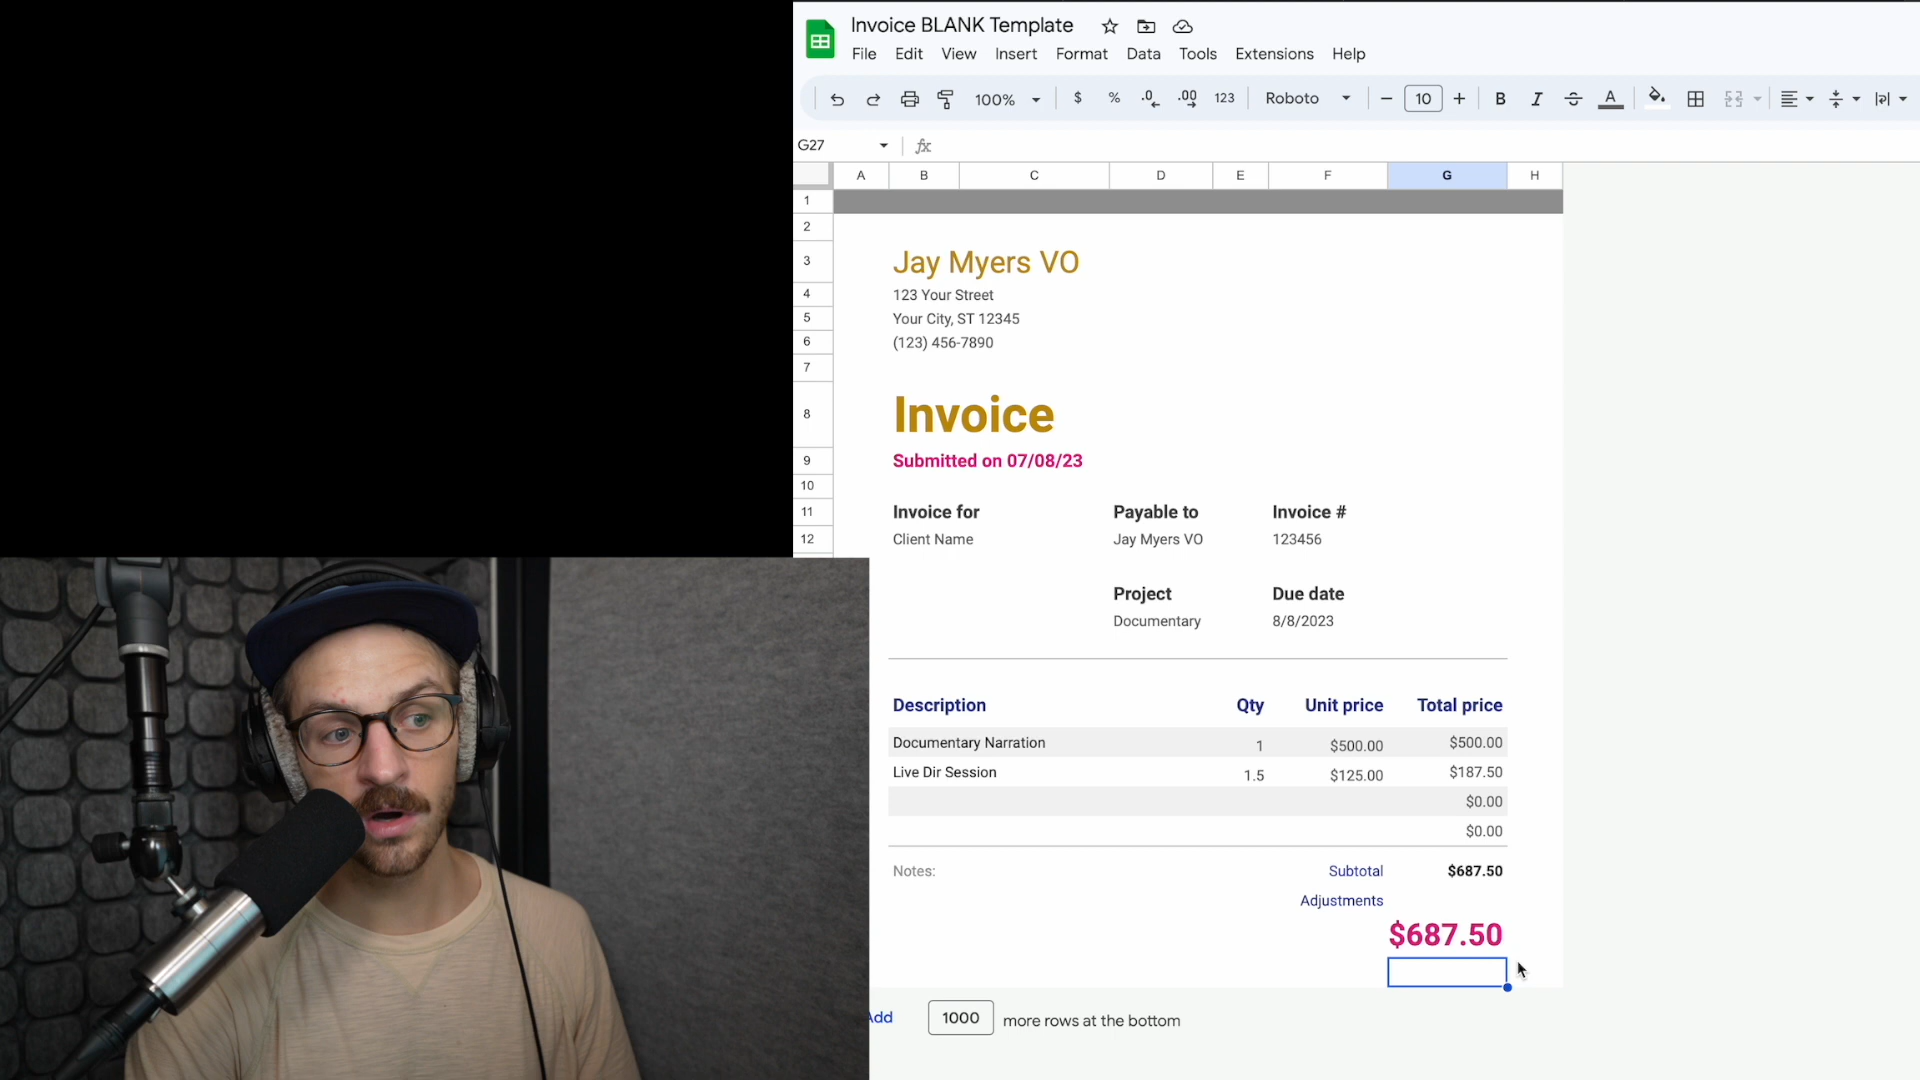 Invoice BLANK Template
File Edit View Insert Format Data Tools Extensions Help
100% $ % .0 .00 123 Roboto 10 B I A
G27 fx
A B C D E F G H
1
2
3 Jay Myers VO
4 123 Your Street
5 Your City, ST 12345
6 (123) 456-7890
7
8 Invoice
9 Submitted on 07/08/23
10
11 Invoice for Payable to Invoice #
12 Client Name Jay Myers VO 123456
Project Due date
Documentary 8/8/2023
Description Qty Unit price Total price
Documentary Narration 1 $500.00 $500.00
Live Dir Session 1.5 $125.00 $187.50
$0.00
$0.00
Notes: Subtotal $687.50
Adjustments
$687.50
Add 1000 more rows at the bottom